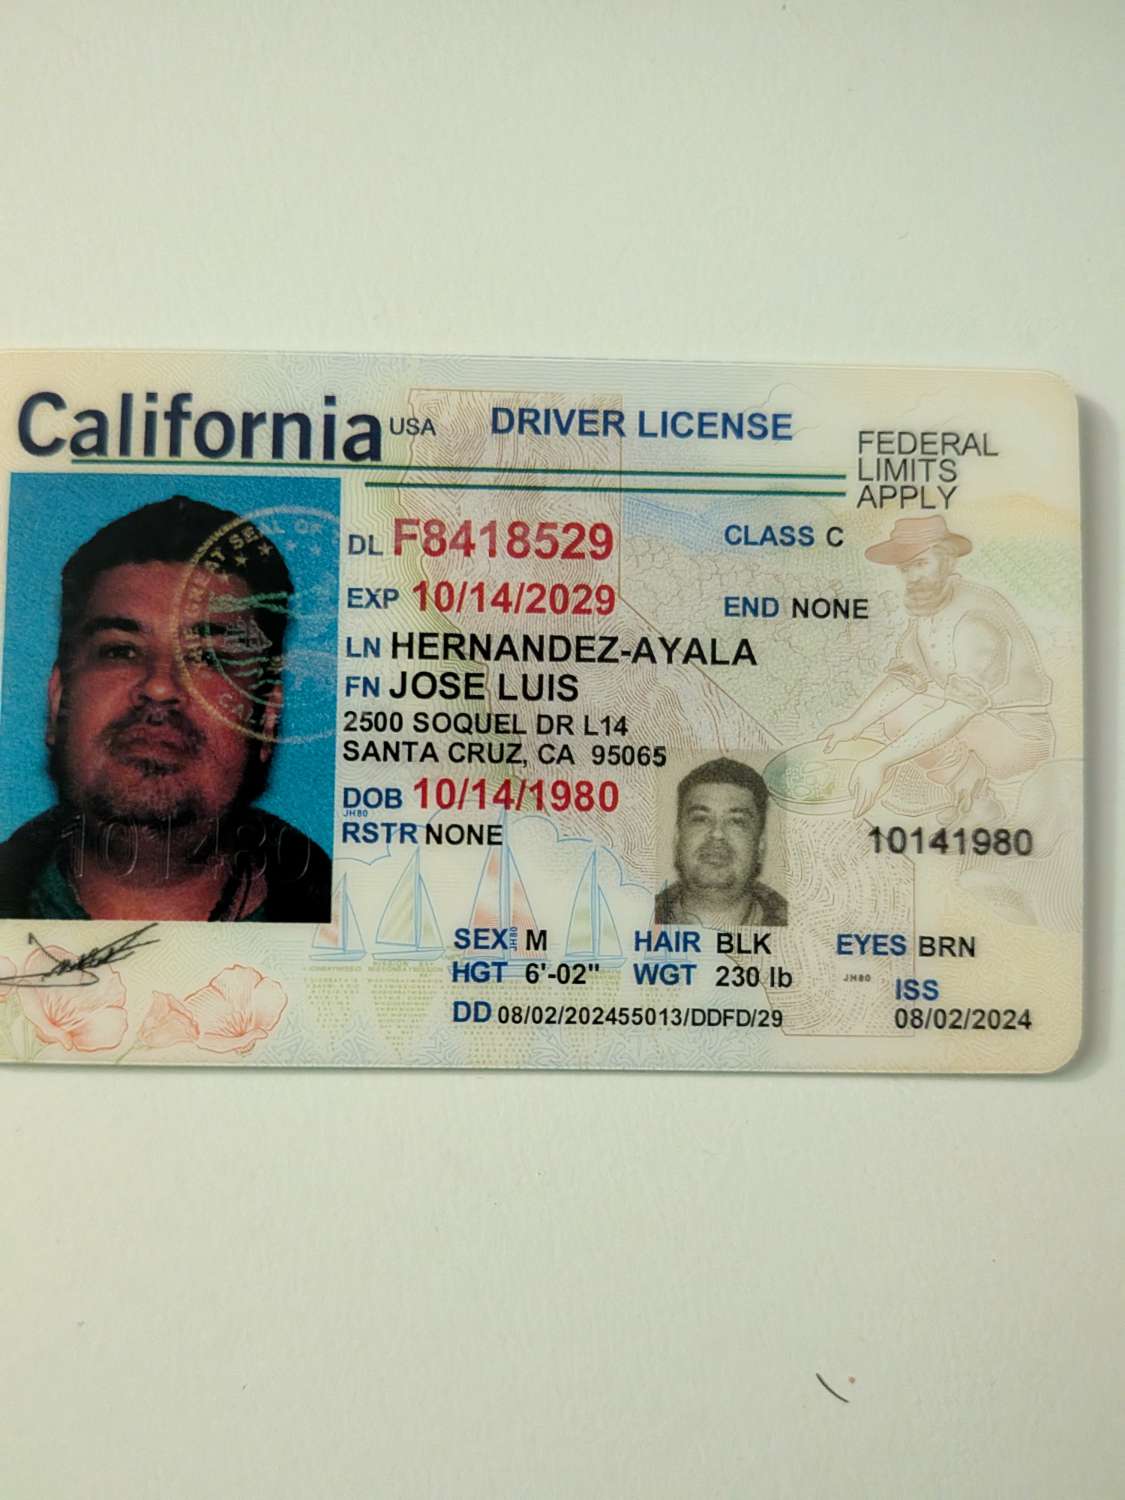 California USA DRIVER LICENSE
FEDERAL
LIMITS
APPLY
DL F8418529 CLASS C
EXP 10/14/2029 END NONE
LN HERNANDEZ-AYALA
FN JOSE LUIS
2500 SOQUEL DR L14
SANTA CRUZ, CA 95065
DOB 10/14/1980
JH80
RSTR NONE
10141980
SEX M HAIR BLK EYES BRN
HGT 6'-02" WGT 230 lb
JH80
ISS
DD 08/02/202455013/DDFD/29 08/02/2024